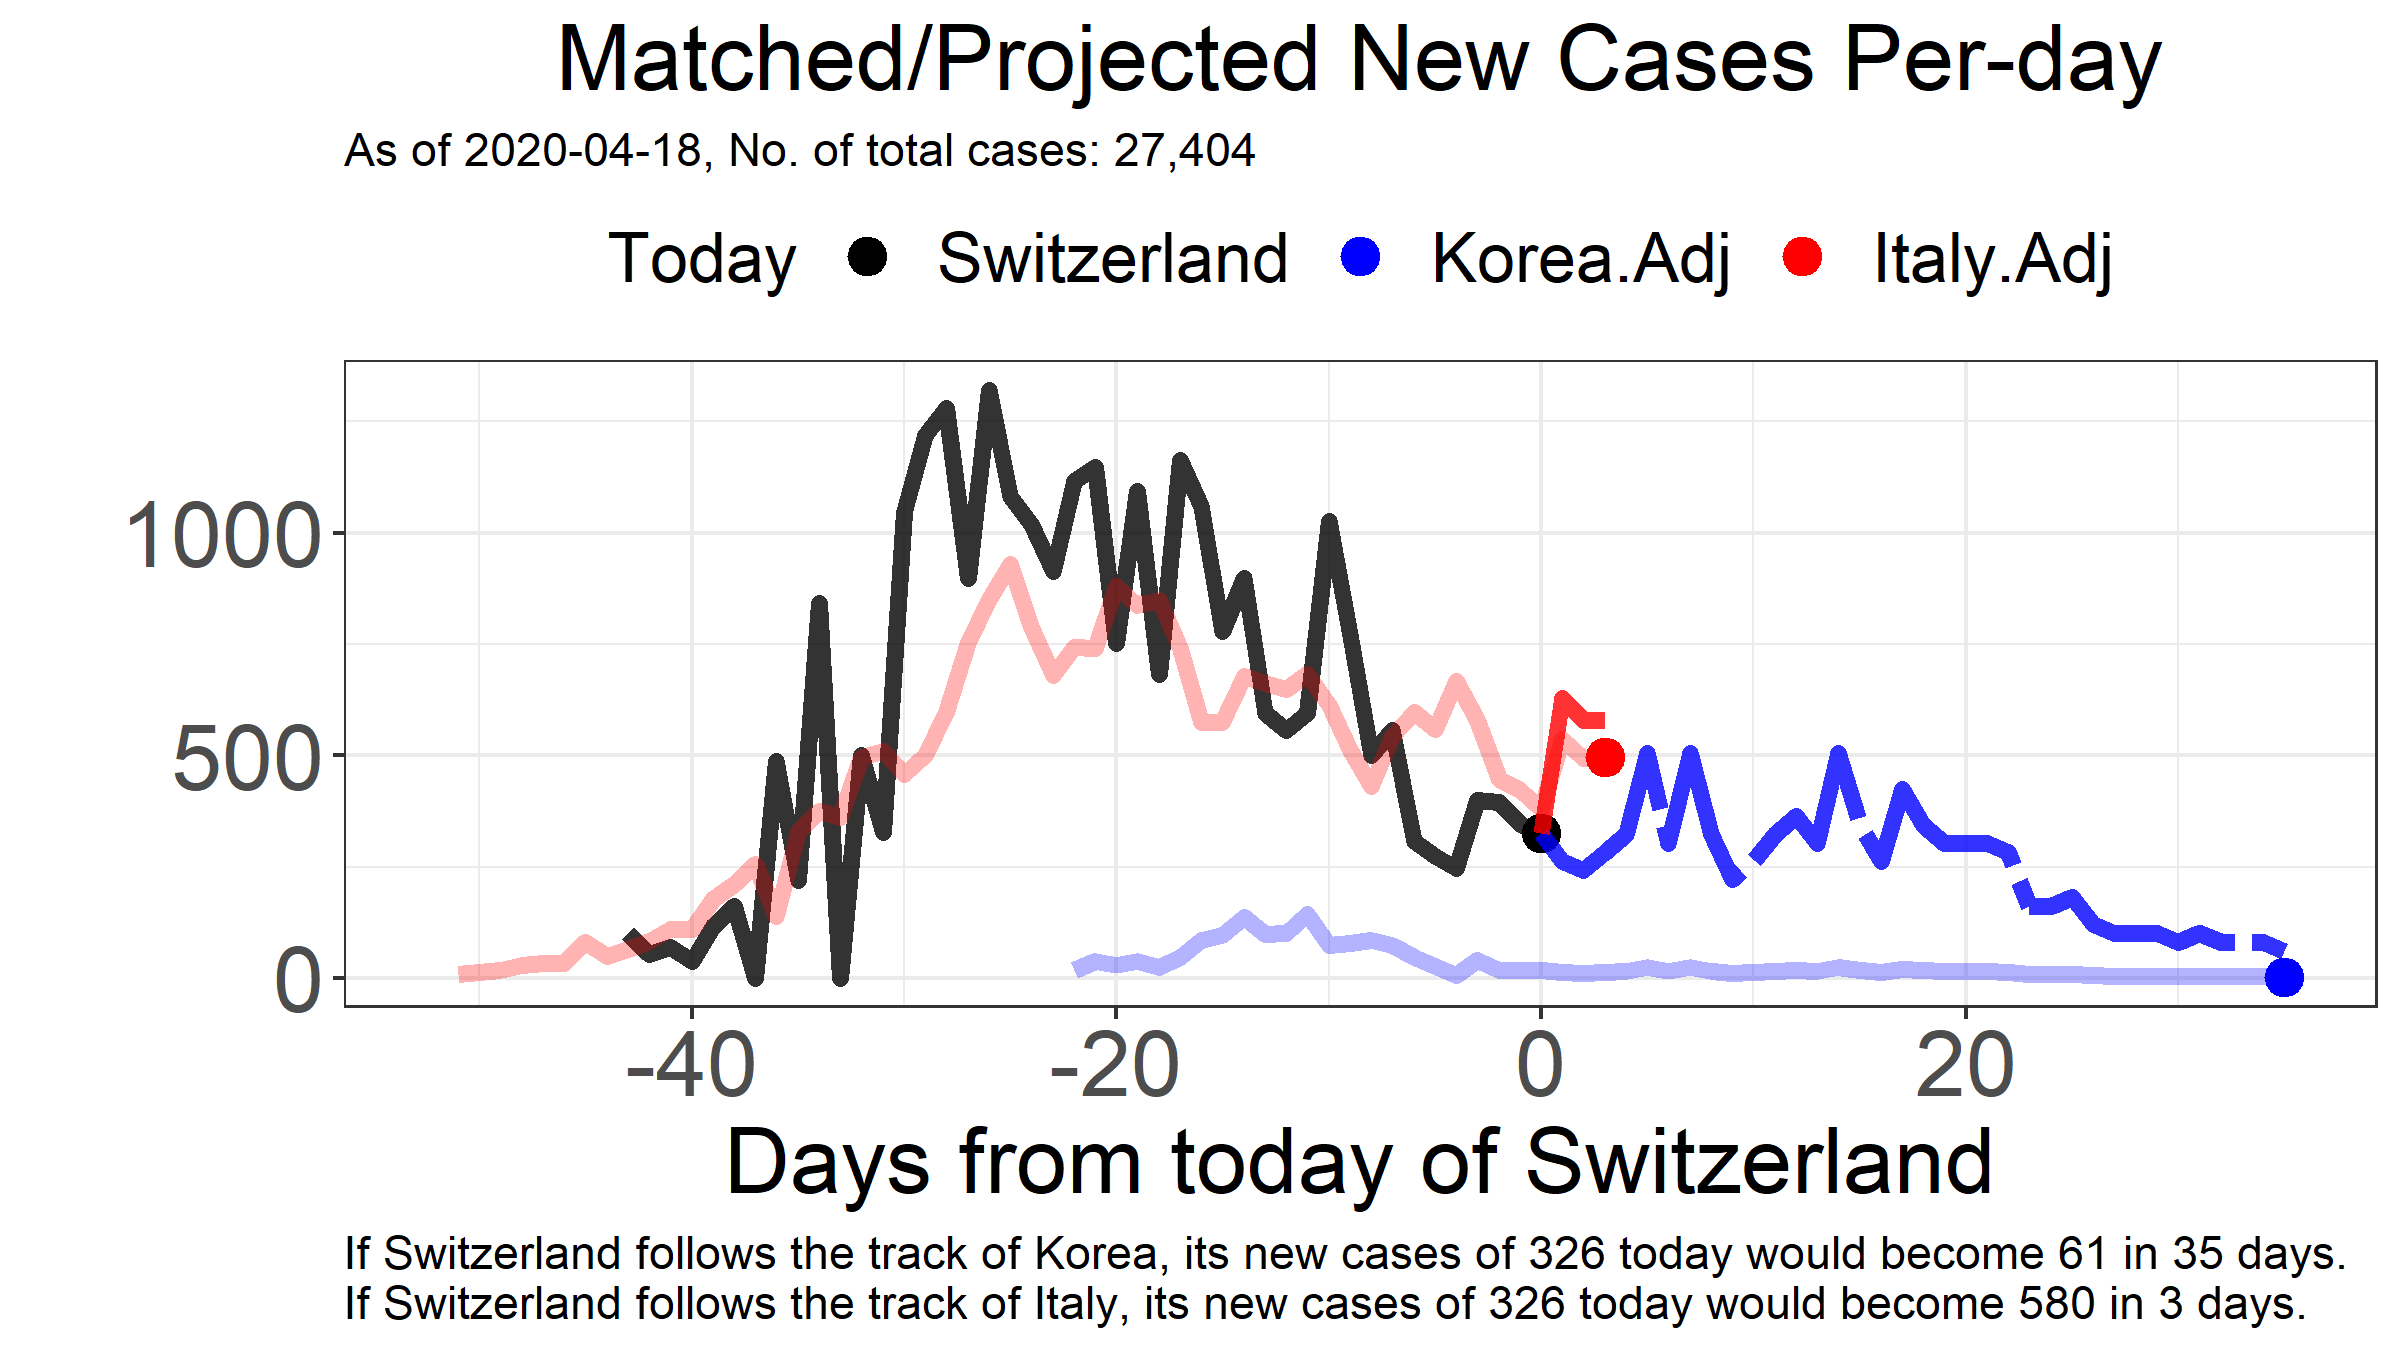 Matched/Projected New Cases Per-day
As of 2020-04-18, No. of total cases: 27,404
Today Switzerland Korea.Adj Italy.Adj
1000
500
0
-40 -20 0 20
Days from today of Switzerland
If Switzerland follows the track of Korea, its new cases of 326 today would become 61 in 35 days.
If Switzerland follows the track of Italy, its new cases of 326 today would become 580 in 3 days.